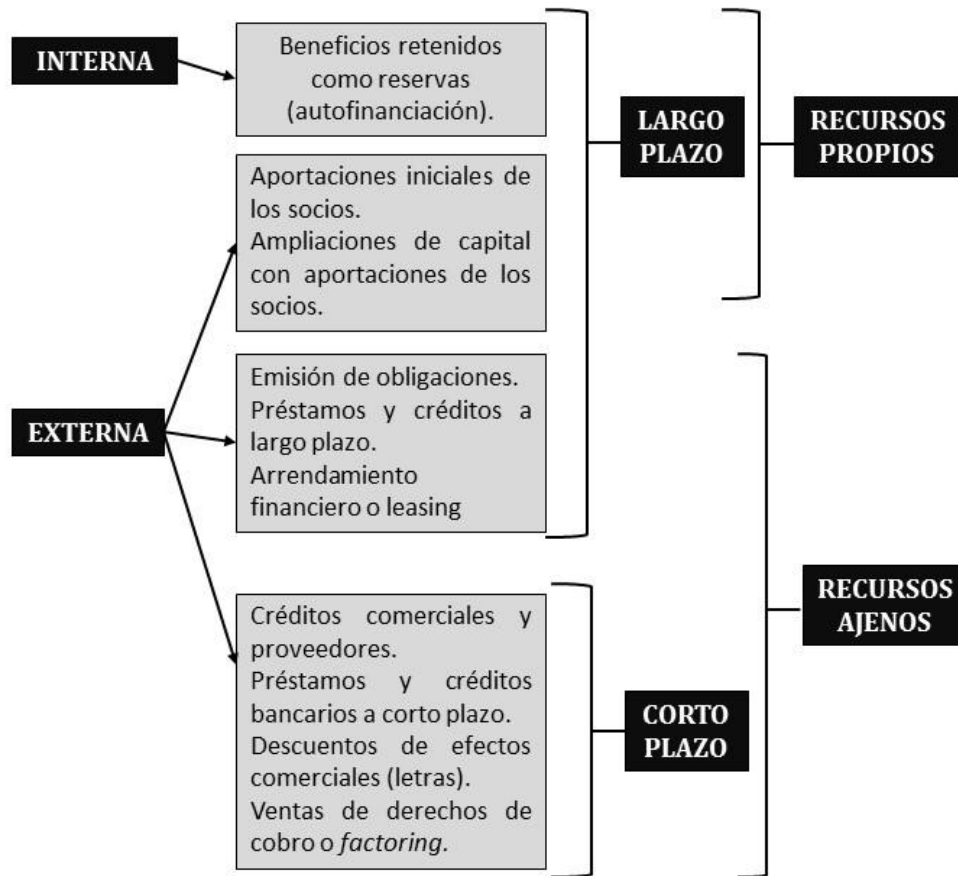 INTERNA
Beneficios retenidos
como reservas
(autofinanciación).
LARGO
PLAZO
RECURSOS
PROPIOS
Aportaciones iniciales de
los socios.
Ampliaciones de capital
con aportaciones de los
socios.
EXTERNA
Emisión de obligaciones.
Préstamos y créditos a
largo plazo.
Arrendamiento
financiero o leasing
RECURSOS
AJENOS
Créditos comerciales y
proveedores.
Préstamos y créditos
bancarios a corto plazo.
Descuentos de efectos
comerciales (letras).
Ventas de derechos de
cobro o factoring.
CORTO
PLAZO